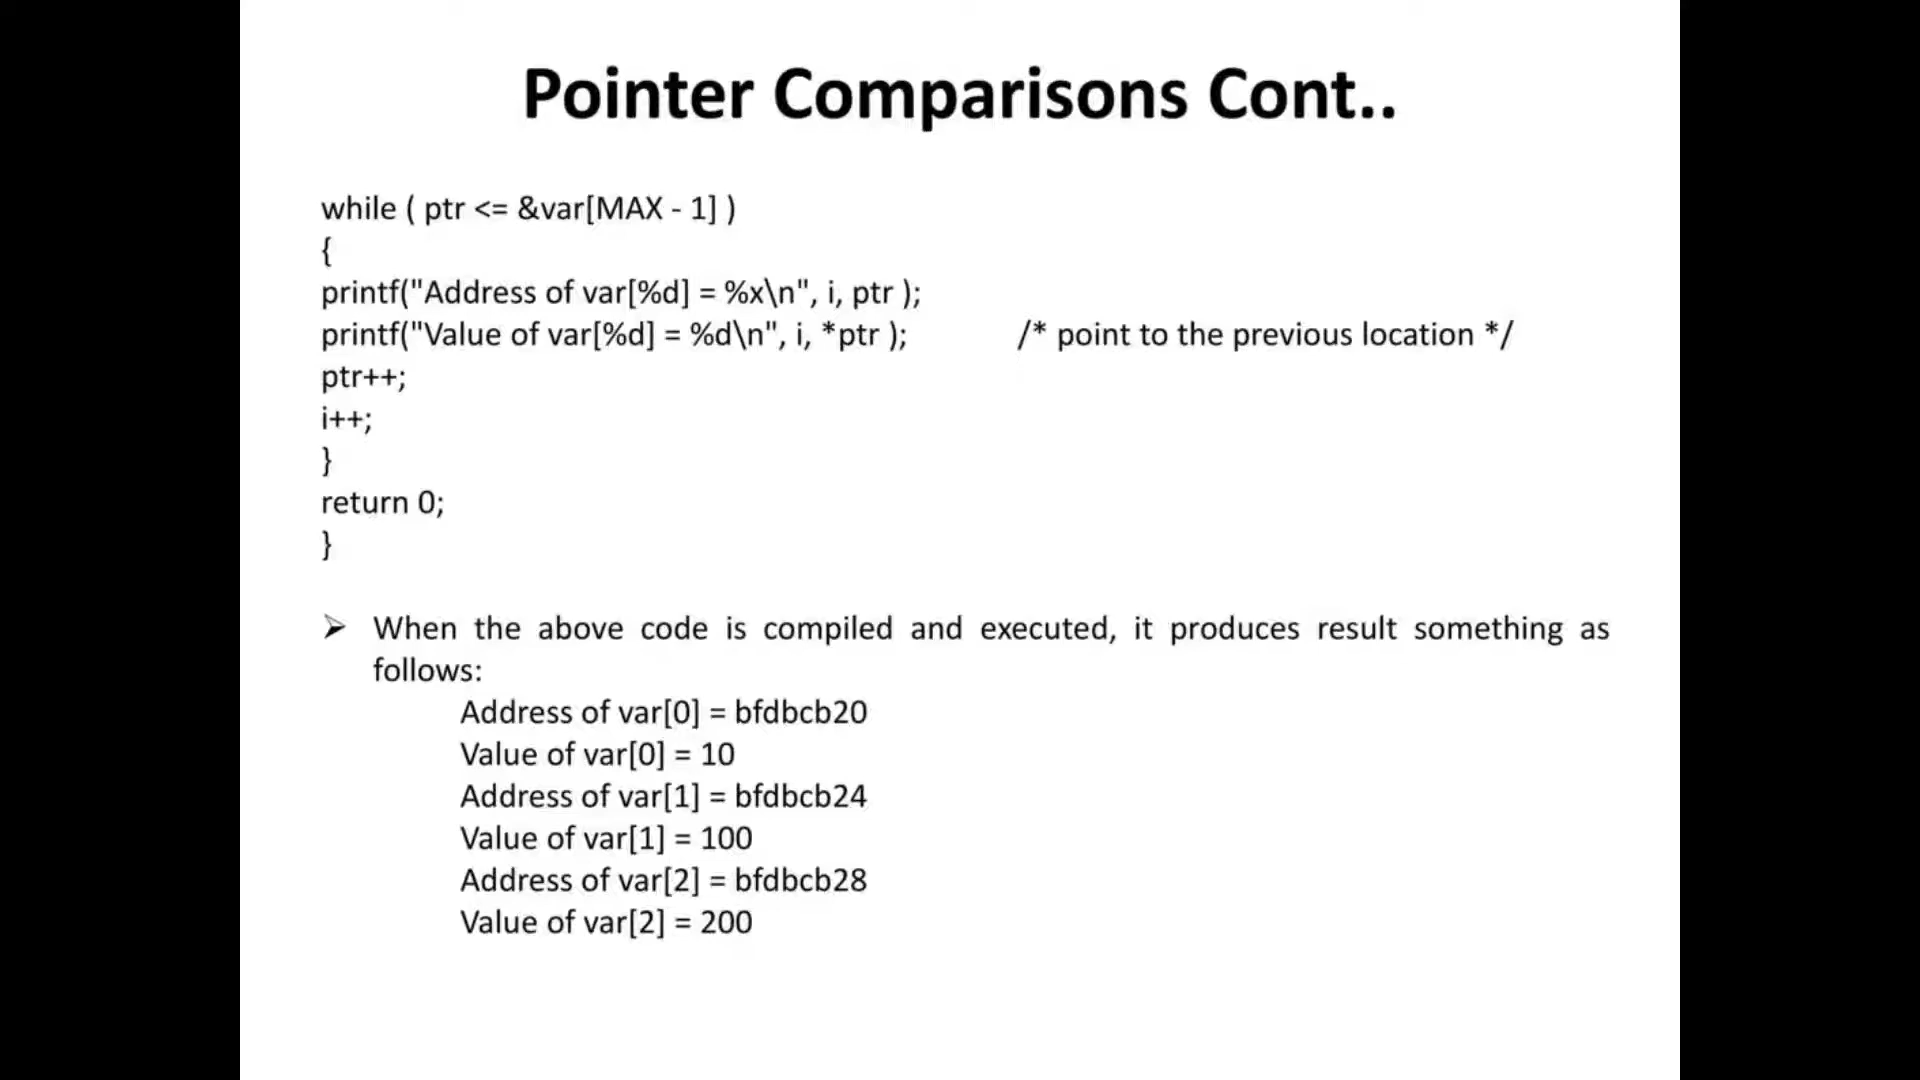 Pointer Comparisons Cont..
while ( ptr <= &var[MAX - 1] )
{
printf("Address of var[%d] = %x\n", i, ptr );
printf("Value of var[%d] = %d\n", i, *ptr ); /* point to the previous location */
ptr++;
i++;
}
return 0;
}
➢ When the above code is compiled and executed, it produces result something as
follows:
Address of var[0] = bfdbcb20
Value of var[0] = 10
Address of var[1] = bfdbcb24
Value of var[1] = 100
Address of var[2] = bfdbcb28
Value of var[2] = 200